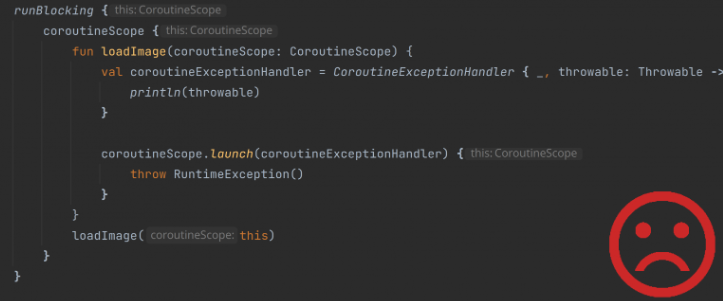 runBlocking { this: CoroutineScope
coroutineScope { this: CoroutineScope
fun loadImage(coroutineScope: CoroutineScope) {
val coroutineExceptionHandler = CoroutineExceptionHandler { _, throwable: Throwable ->
println(throwable)
}
coroutineScope.launch(coroutineExceptionHandler) { this: CoroutineScope
throw RuntimeException()
}
}
loadImage( coroutineScope: this)
}
}